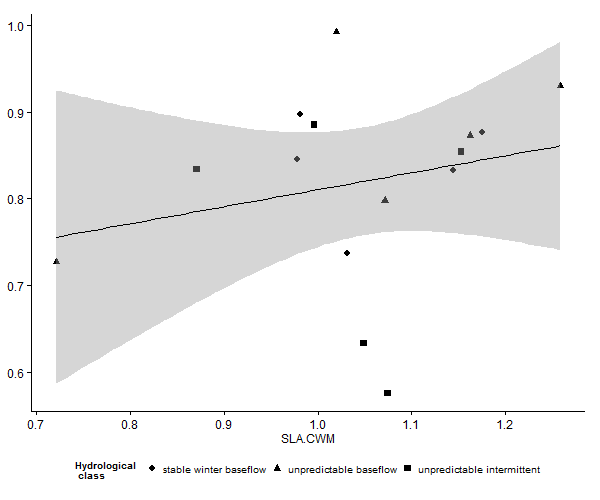 1.0
0.9
0.8
0.7
0.6
0.7 0.8 0.9 1.0 1.1 1.2
SLA.CWM
Hydrological
class
stable winter baseflow unpredictable baseflow unpredictable intermittent